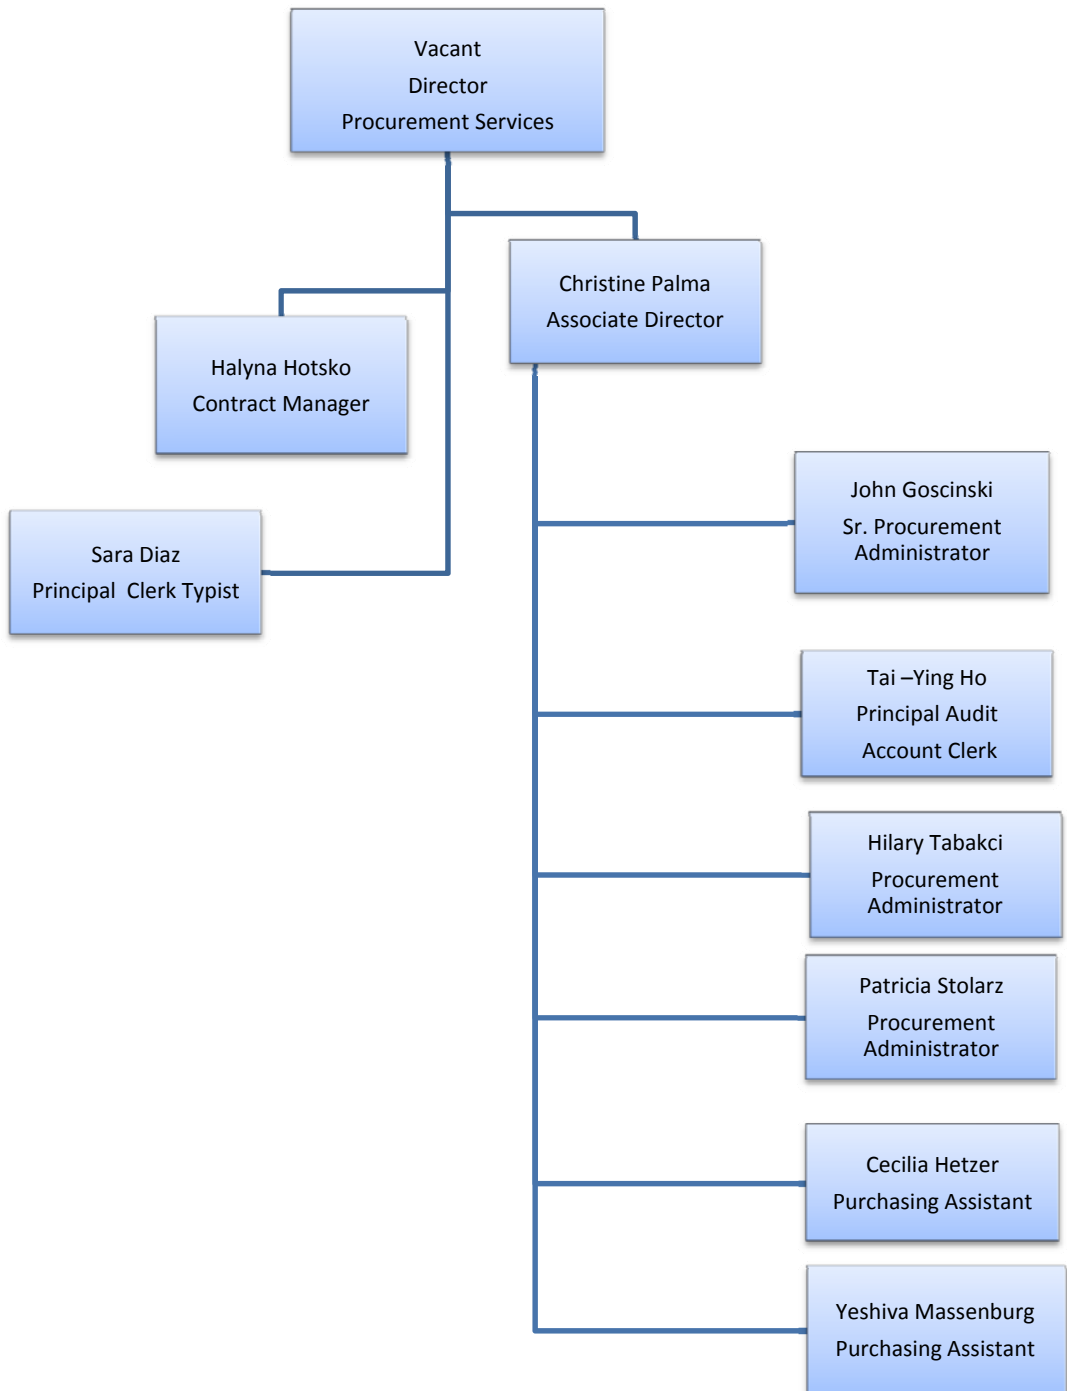 Vacant
Director
Procurement Services
Christine Palma
Associate Director
Halyna Hotsko
Contract Manager
John Goscinski
Sr. Procurement
Administrator
Sara Diaz
Principal  Clerk Typist
Tai –Ying Ho
Principal Audit
Account Clerk
Hilary Tabakci
Procurement
Administrator
Patricia Stolarz
Procurement
Administrator
Cecilia Hetzer
Purchasing Assistant
Yeshiva Massenburg
Purchasing Assistant